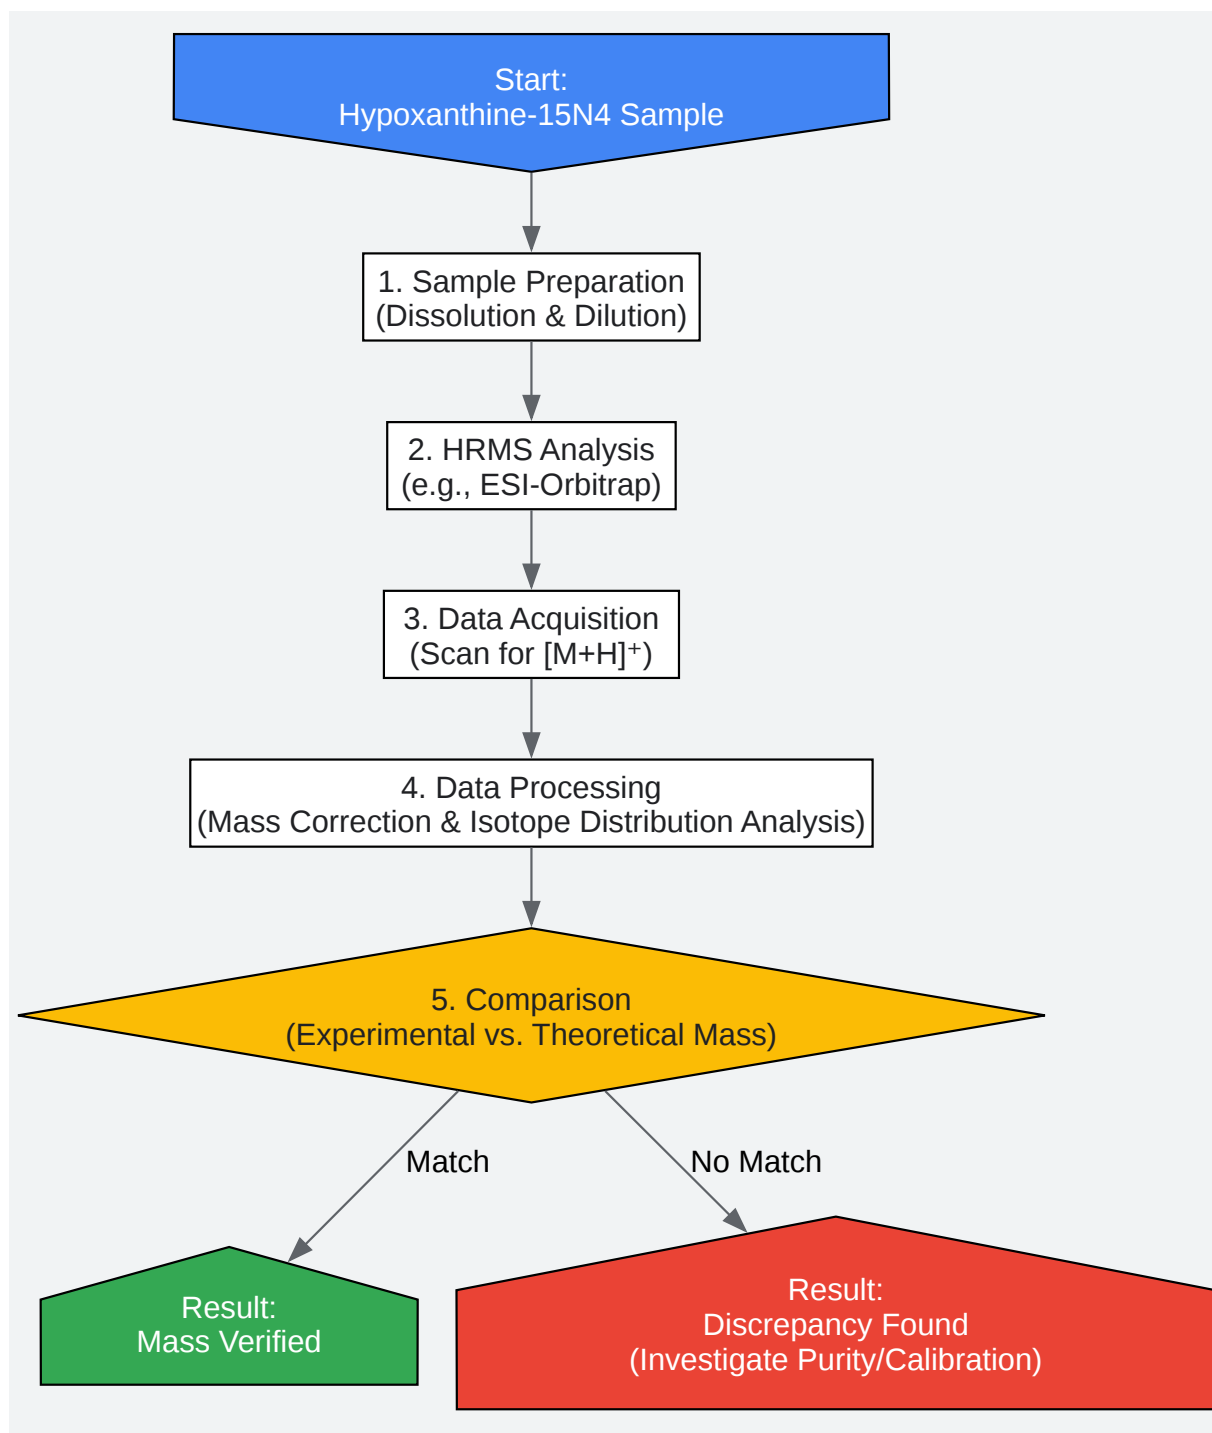 Start:
Hypoxanthine-15N4 Sample
1. Sample Preparation
(Dissolution & Dilution)
2. HRMS Analysis
(e.g., ESI-Orbitrap)
3. Data Acquisition
(Scan for [M+H]⁺)
4. Data Processing
(Mass Correction & Isotope Distribution Analysis)
5. Comparison
(Experimental vs. Theoretical Mass)
Match
No Match
Result:
Mass Verified
Result:
Discrepancy Found
(Investigate Purity/Calibration)